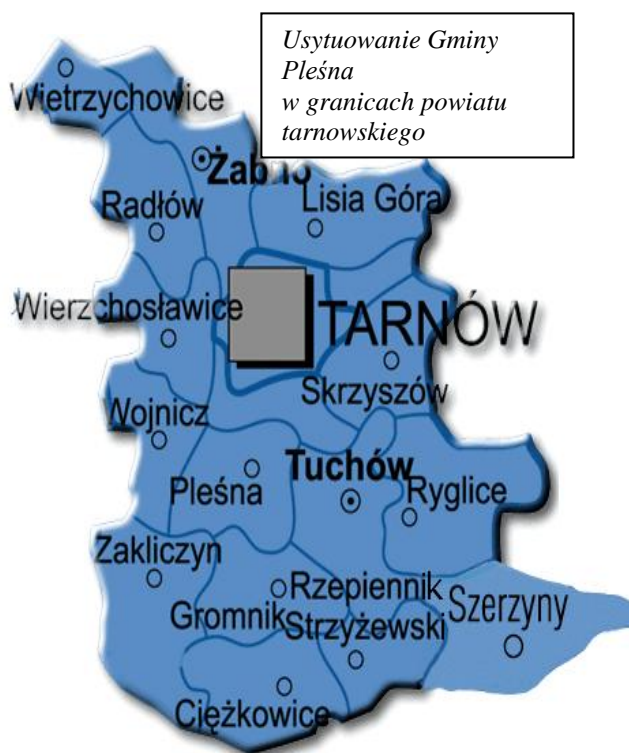 Usytuowanie Gminy
Pleśna
w granicach powiatu
tarnowskiego
Wietrzychowice
Żabno
Radłów
Lisia Góra
Wierzchosławice
TARNÓW
Skrzyszów
Wojnicz
Pleśna
Tuchów
Ryglice
Zakliczyn
Gromnik
Rzepiennik
Strzyżewski
Szerzyny
Ciężkowice